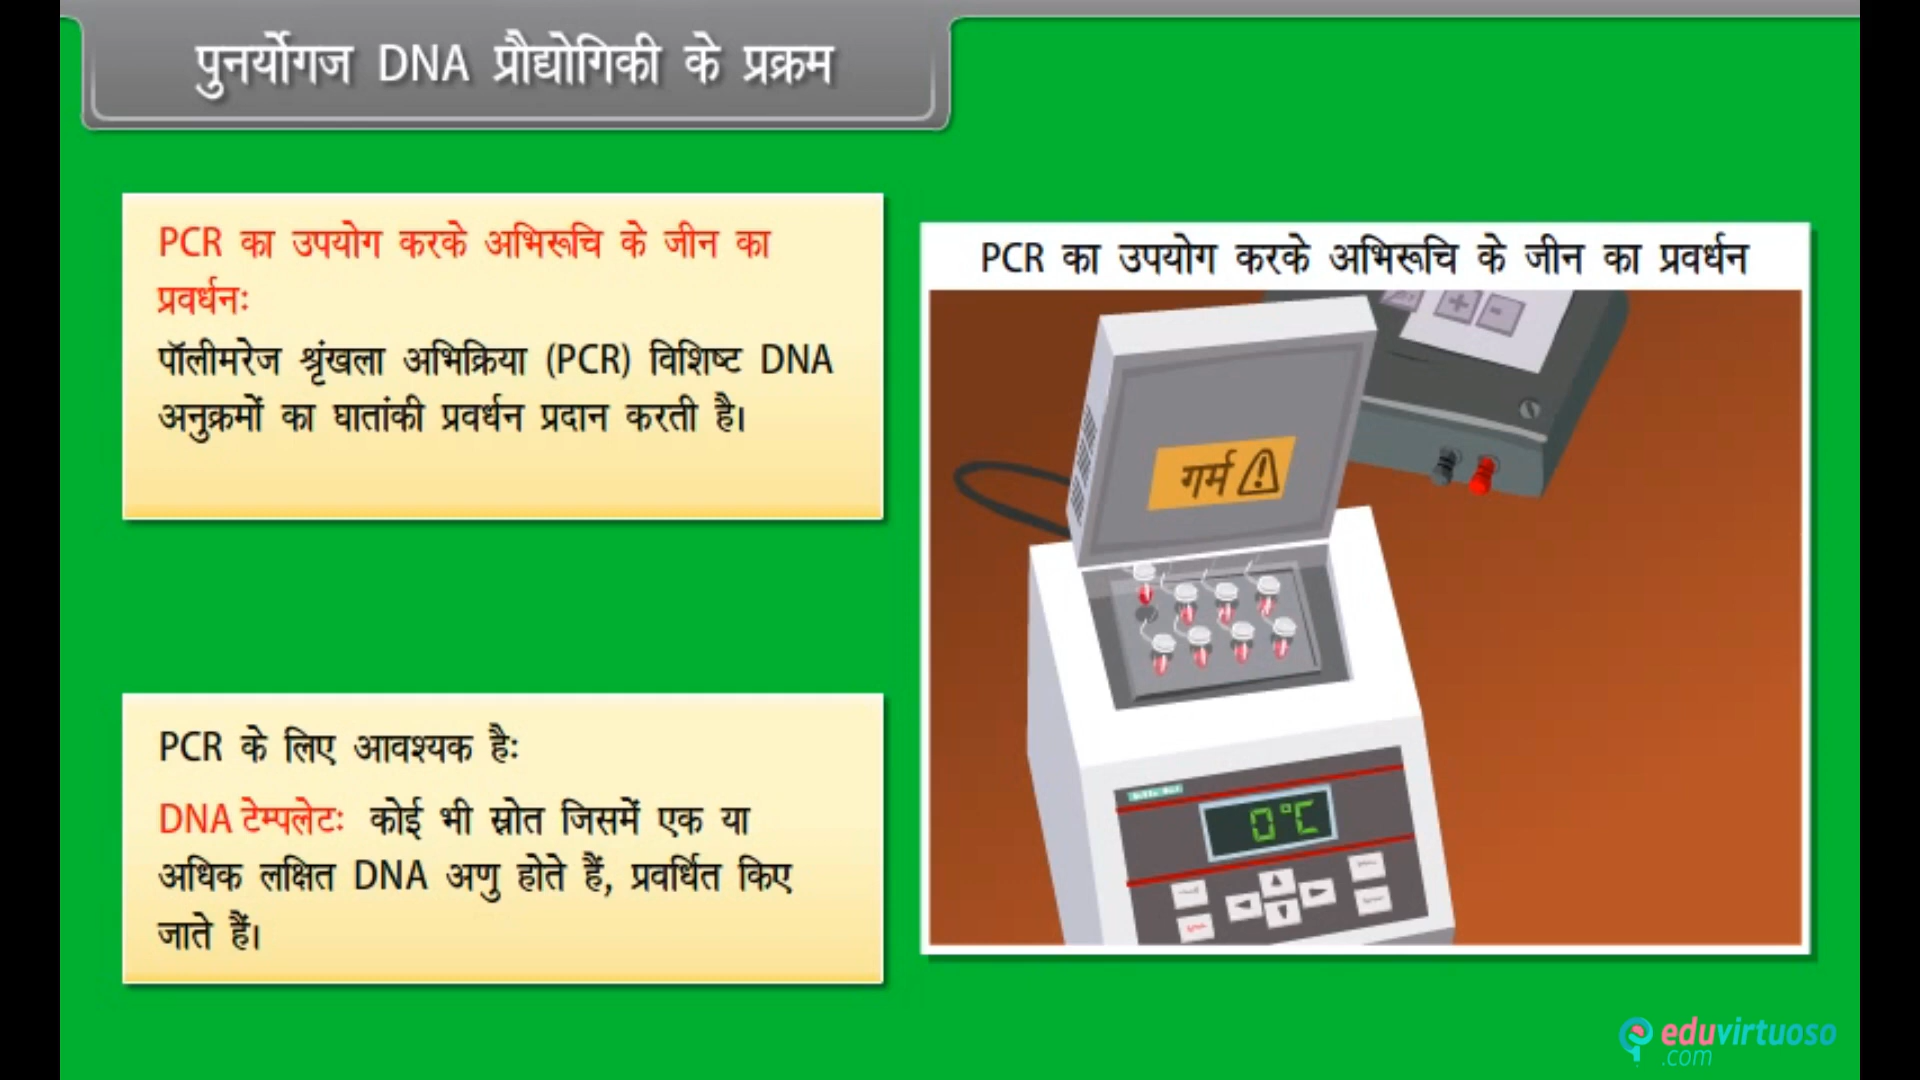 पुनर्योगज DNA प्रौद्योगिकी के प्रक्रम
PCR का उपयोग करके अभिरूचि के जीन का
प्रवर्धनः
पॉलीमरेज श्रृंखला अभिक्रिया (PCR) विशिष्ट DNA
अनुक्रमों का घातांकी प्रवर्धन प्रदान करती है।
PCR के लिए आवश्यक हैः
DNA टेम्पलेटः कोई भी स्रोत जिसमें एक या
अधिक लक्षित DNA अणु होते हैं, प्रवर्धित किए
जाते हैं।
PCR का उपयोग करके अभिरूचि के जीन का प्रवर्धन
+
-
गर्म
0°C
eduvirtuoso
.com